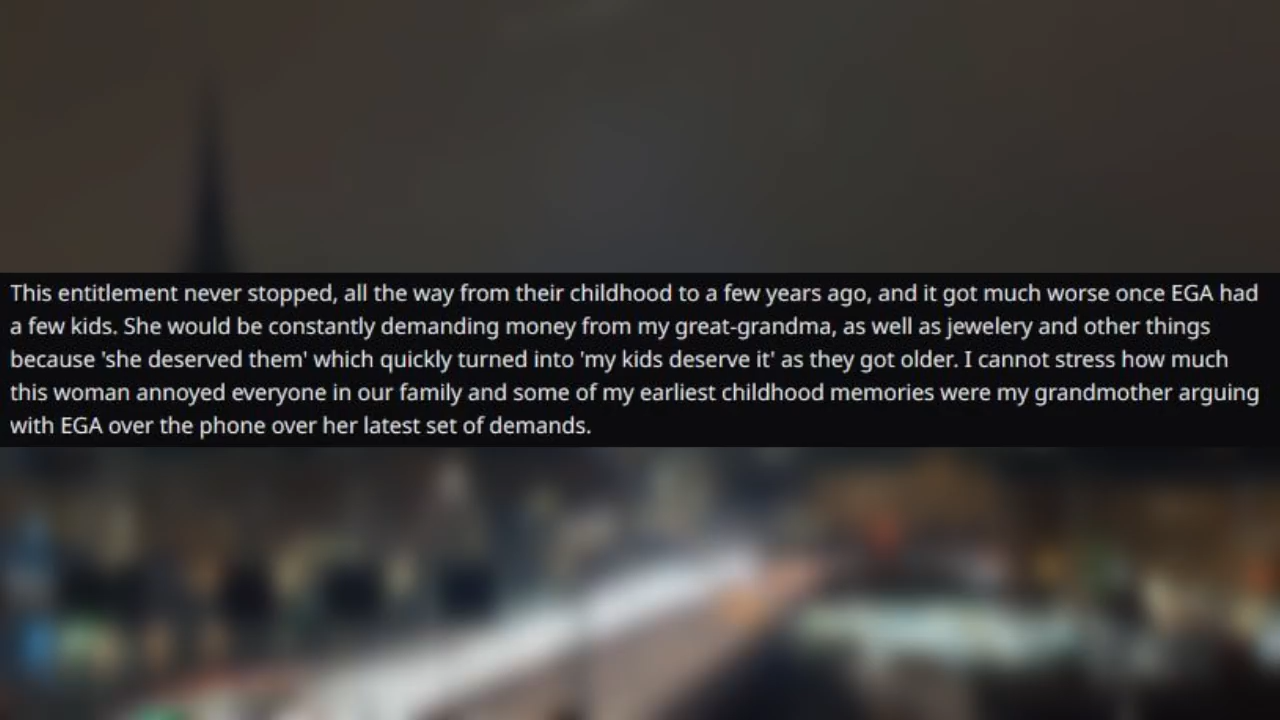 This entitlement never stopped, all the way from their childhood to a few years ago, and it got much worse once EGA had
a few kids. She would be constantly demanding money from my great-grandma, as well as jewelery and other things
because 'she deserved them' which quickly turned into 'my kids deserve it' as they got older. I cannot stress how much
this woman annoyed everyone in our family and some of my earliest childhood memories were my grandmother arguing
with EGA over the phone over her latest set of demands.